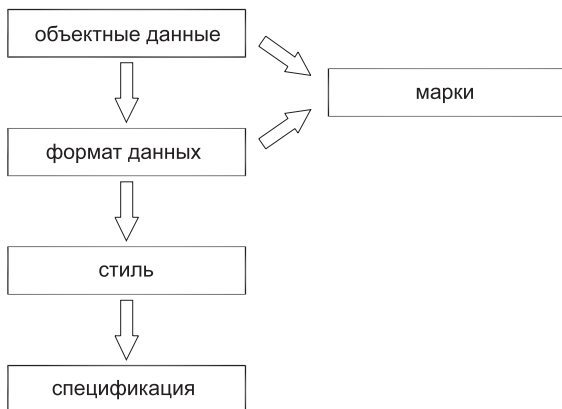 объектные данные
марки
формат данных
стиль
спецификация